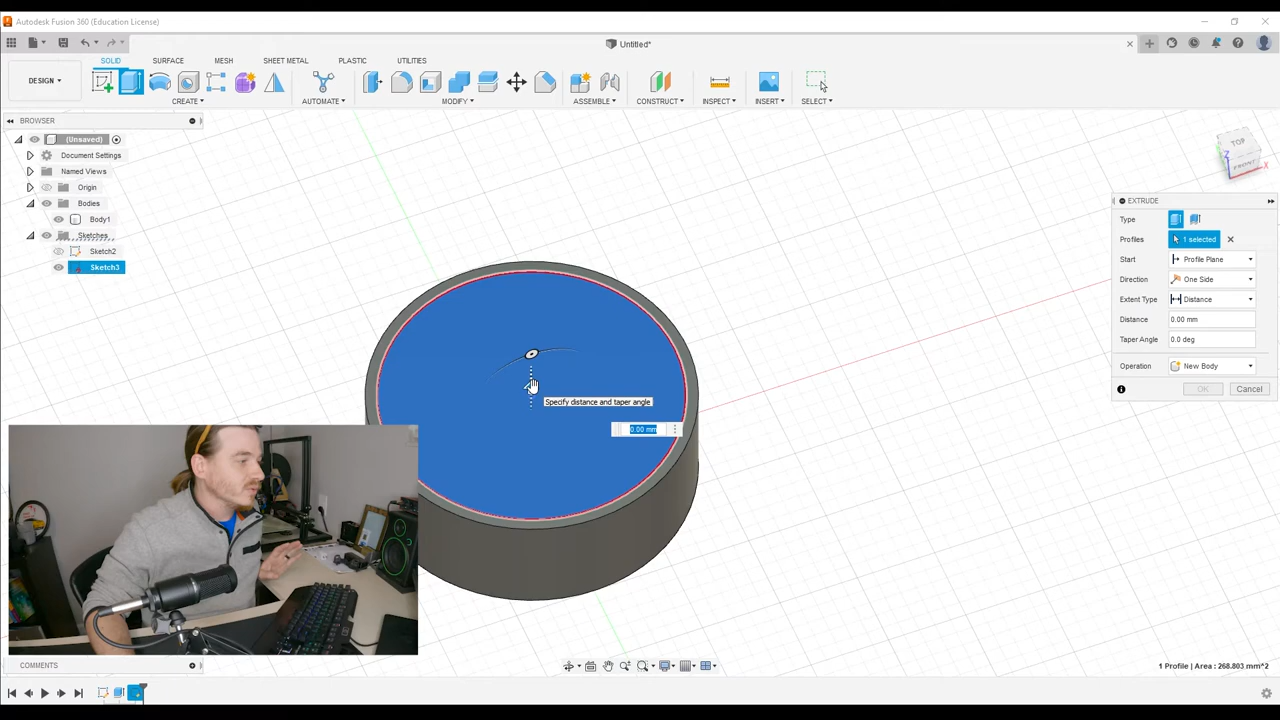 Autodesk Fusion 360 (Education License)
Untitled*
SOLID SURFACE MESH SHEET METAL PLASTIC UTILITIES
DESIGN
CREATE AUTOMATE MODIFY ASSEMBLE CONSTRUCT INSPECT INSERT SELECT
BROWSER
(Unsaved)
Document Settings
Named Views
Origin
Bodies
Body1
Sketches
Sketch2
Sketch3
TOP
FRONT
Z
X
EXTRUDE
Type
Profiles 1 selected
Start Profile Plane
Direction One Side
Extent Type Distance
Distance 0.00 mm
Taper Angle 0.0 deg
Operation New Body
OK Cancel
Specify distance and taper angle
0.00 mm
COMMENTS
1 Profile | Area : 268.803 mm^2